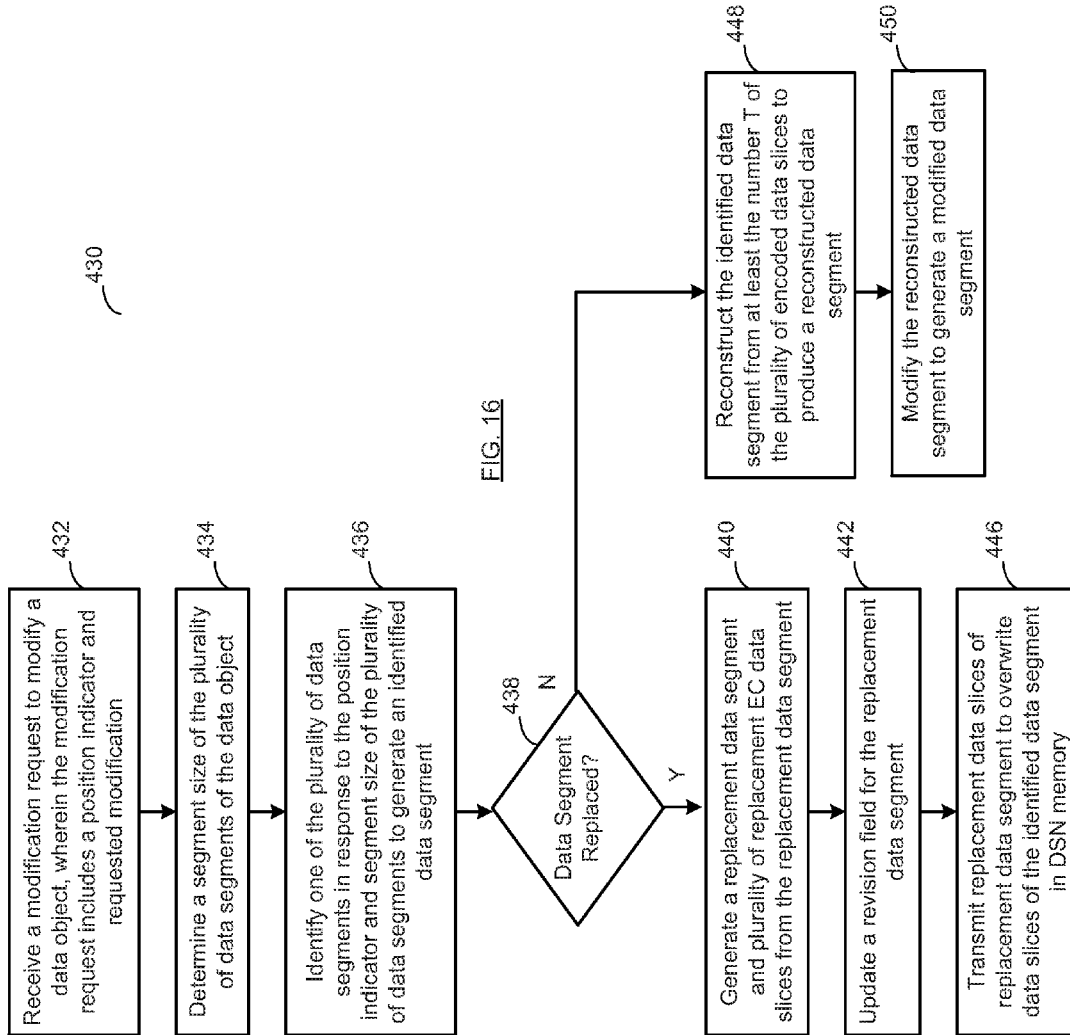 430
432
Receive a modification request to modify a
data object, wherein the modification
request includes a position indicator and
requested modification
434
Determine a segment size of the plurality
of data segments of the data object
436
Identify one of the plurality of data
segments in response to the position
indicator and segment size of the plurality
of data segments to generate an identified
data segment
438
Data Segment
Replaced?
N
Y
440
Generate a replacement data segment
and plurality of replacement EC data
slices from the replacement data segment
442
Update a revision field for the replacement
data segment
446
Transmit replacement data slices of
replacement data segment to overwrite
data slices of the identified data segment
in DSN memory
FIG. 16
448
Reconstruct the identified data
segment from at least the number T of
the plurality of encoded data slices to
produce a reconstructed data
segment
450
Modify the reconstructed data
segment to generate a modified data
segment